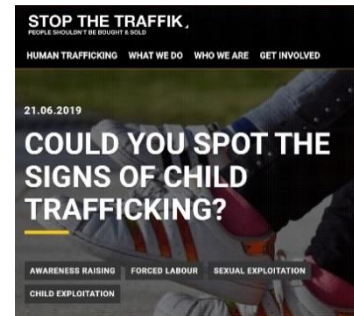 STOP THE TRAFFIK
PEOPLE SHOULDN'T BE BOUGHT & SOLD
HUMAN TRAFFICKING WHAT WE DO WHO WE ARE GET INVOLVED
21.06.2019
COULD YOU SPOT THE
SIGNS OF CHILD
TRAFFICKING?
AWARENESS RAISING FORCED LABOUR SEXUAL EXPLOITATION
CHILD EXPLOITATION